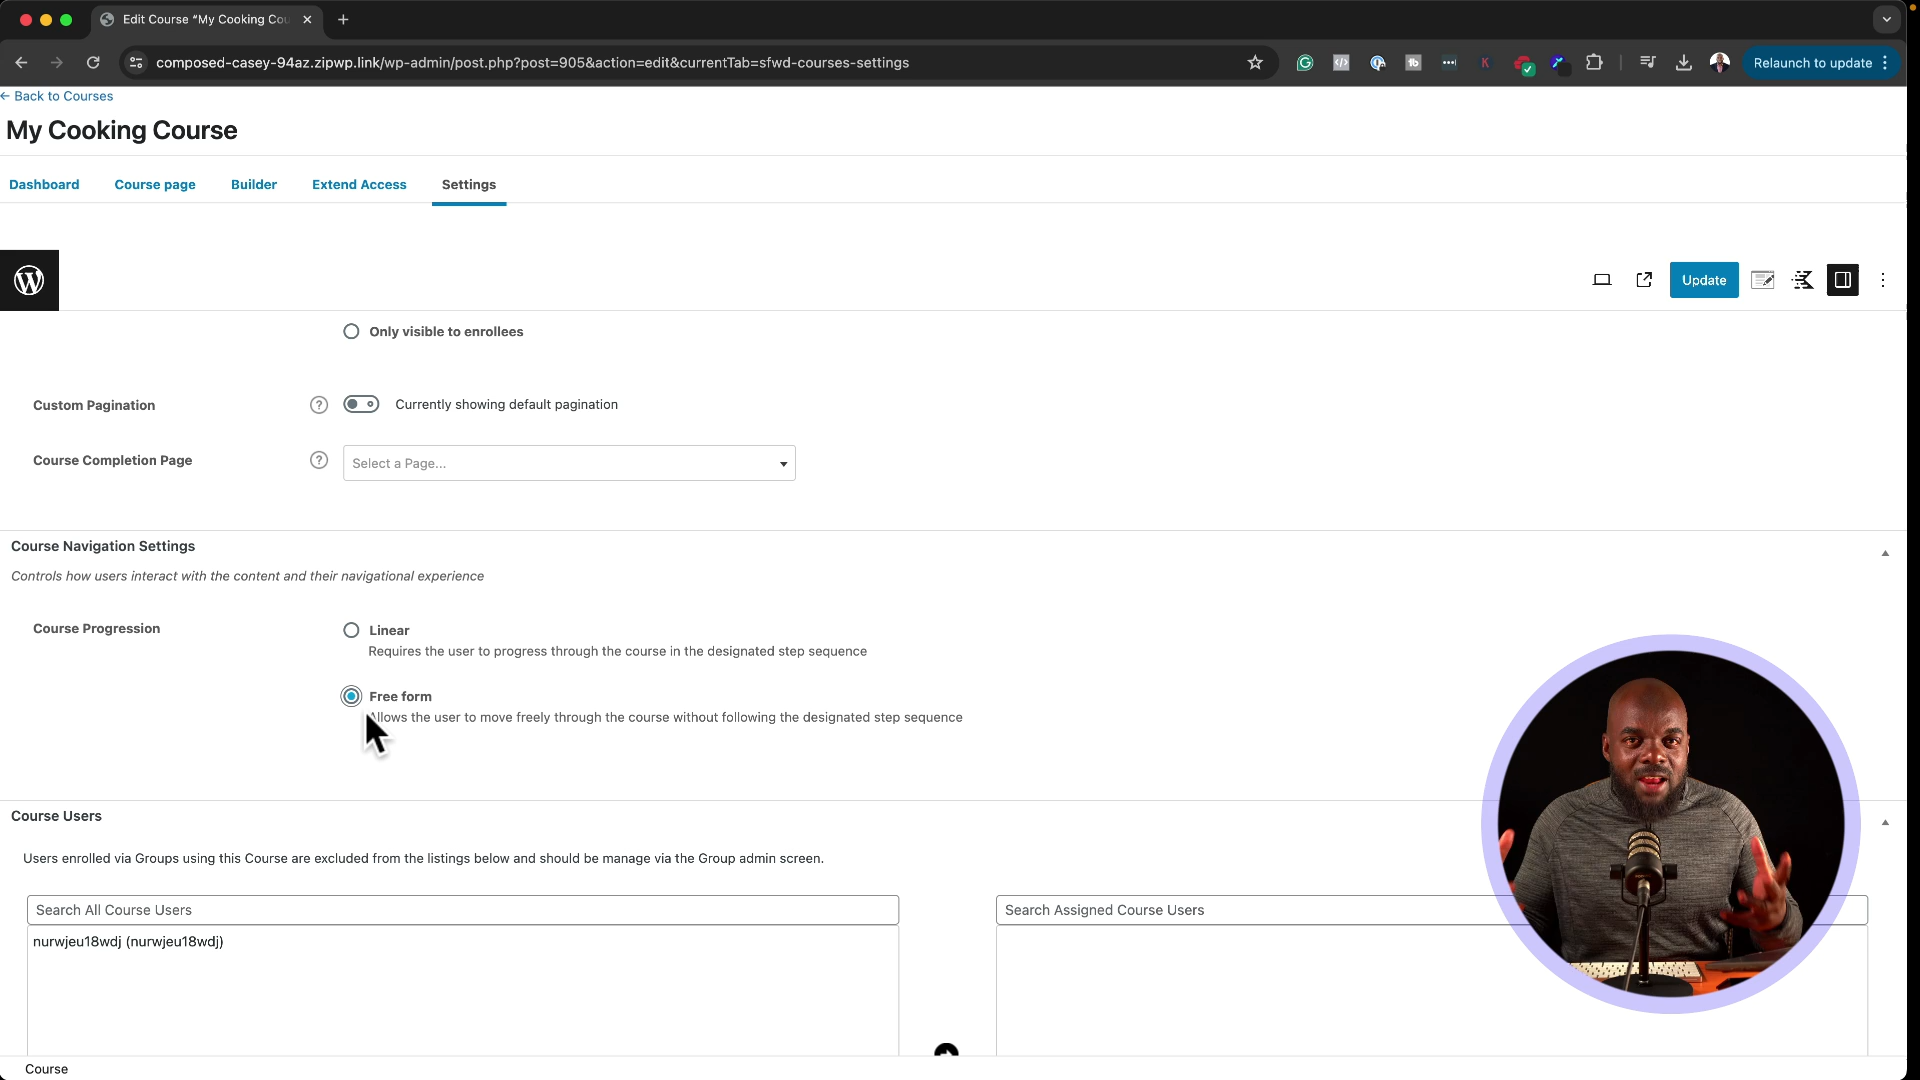 Edit Course "My Cooking Cou
composed-casey-94az.zipwp.link/wp-admin/post.php?post=905&action=edit&currentTab=sfwd-courses-settings
Relaunch to update
← Back to Courses
My Cooking Course
Dashboard
Course page
Builder
Extend Access
Settings
Update
Only visible to enrollees
Custom Pagination
Currently showing default pagination
Course Completion Page
Select a Page...
Course Navigation Settings
Controls how users interact with the content and their navigational experience
Course Progression
Linear
Requires the user to progress through the course in the designated step sequence
Free form
Allows the user to move freely through the course without following the designated step sequence
Course Users
Users enrolled via Groups using this Course are excluded from the listings below and should be manage via the Group admin screen.
Search All Course Users
Search Assigned Course Users
nurwjeu18wdj (nurwjeu18wdj)
Course